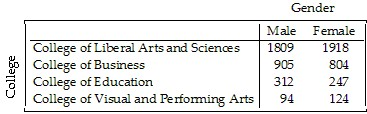 Gender
Male Female
College
College of Liberal Arts and Sciences 1809 1918
College of Business 905 804
College of Education 312 247
College of Visual and Performing Arts 94 124